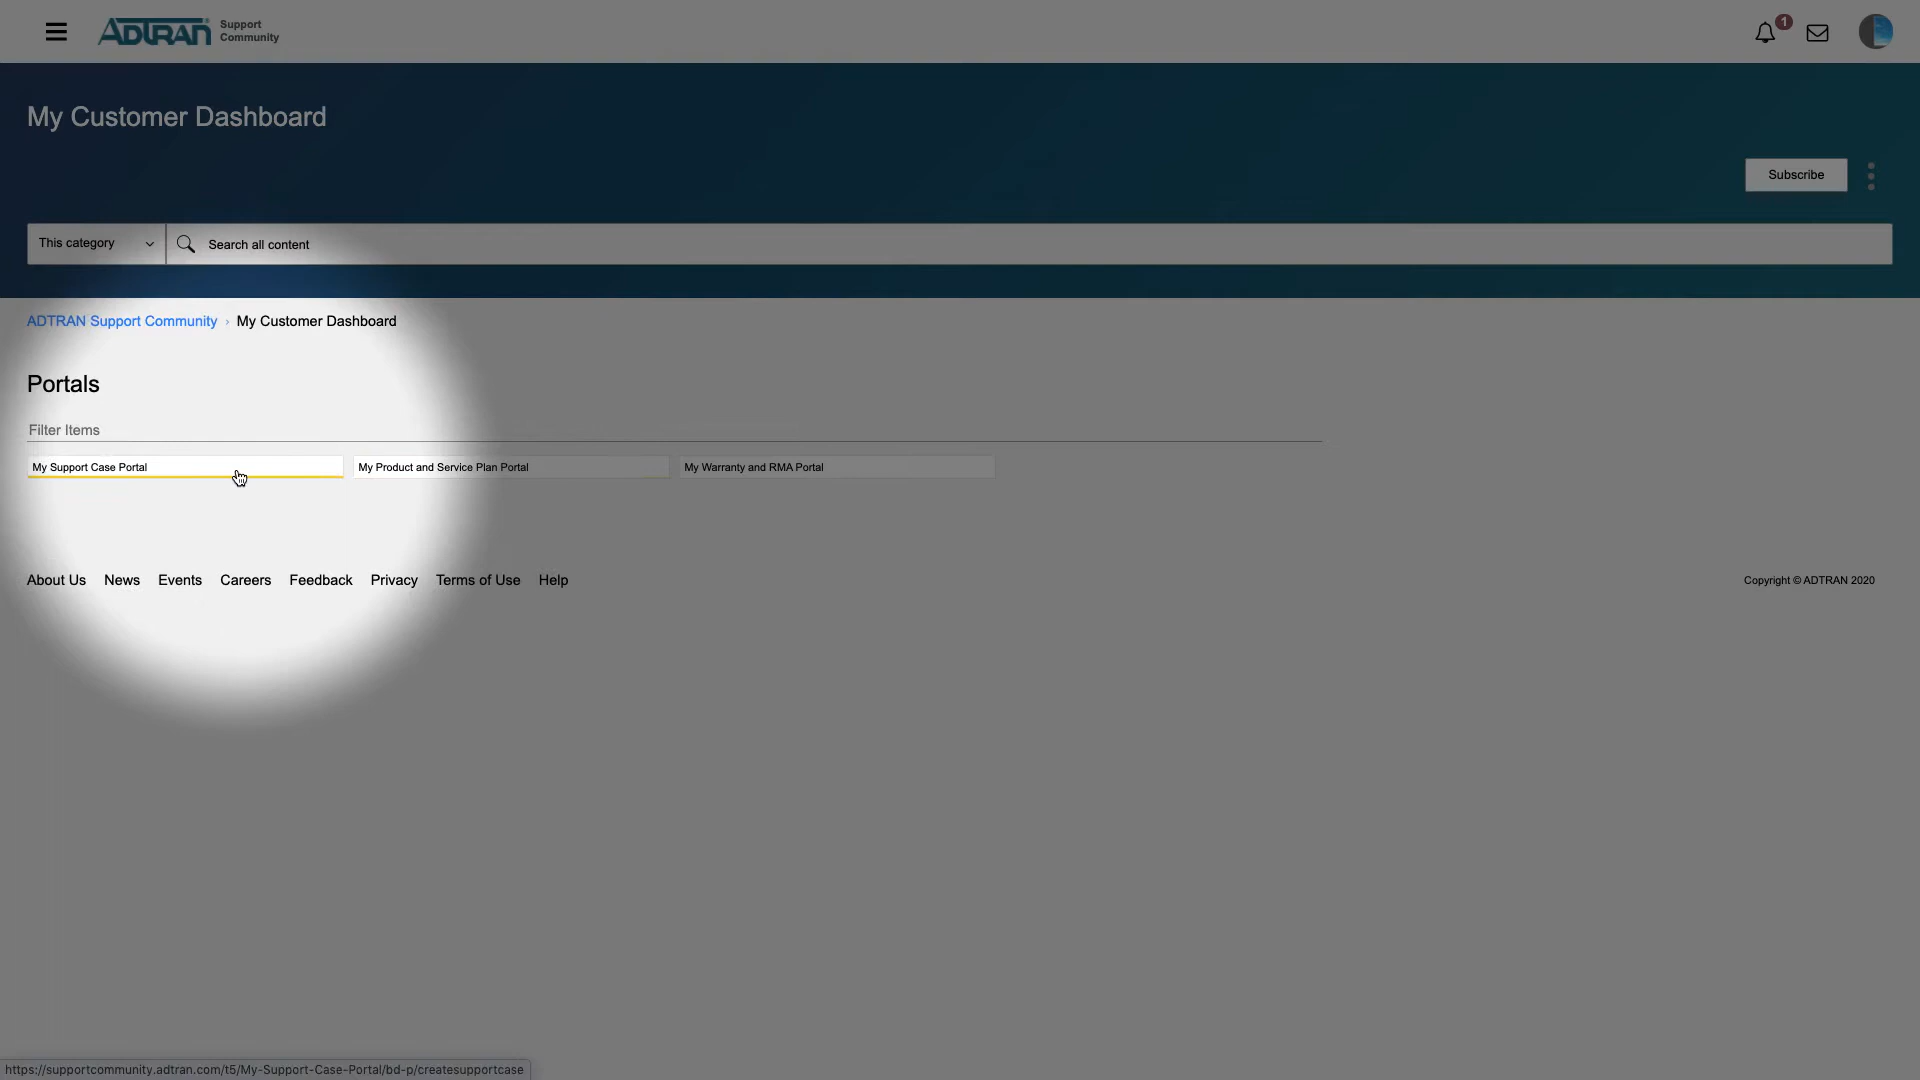 ADTRAN
Support
Community
1
My Customer Dashboard
Subscribe
This category
Search all content
ADTRAN Support Community › My Customer Dashboard
Portals
Filter Items
My Support Case Portal
My Product and Service Plan Portal
My Warranty and RMA Portal
About Us News Events Careers Feedback Privacy Terms of Use Help
Copyright © ADTRAN 2020
https://supportcommunity.adtran.com/t5/My-Support-Case-Portal/bd-p/createsupportcase